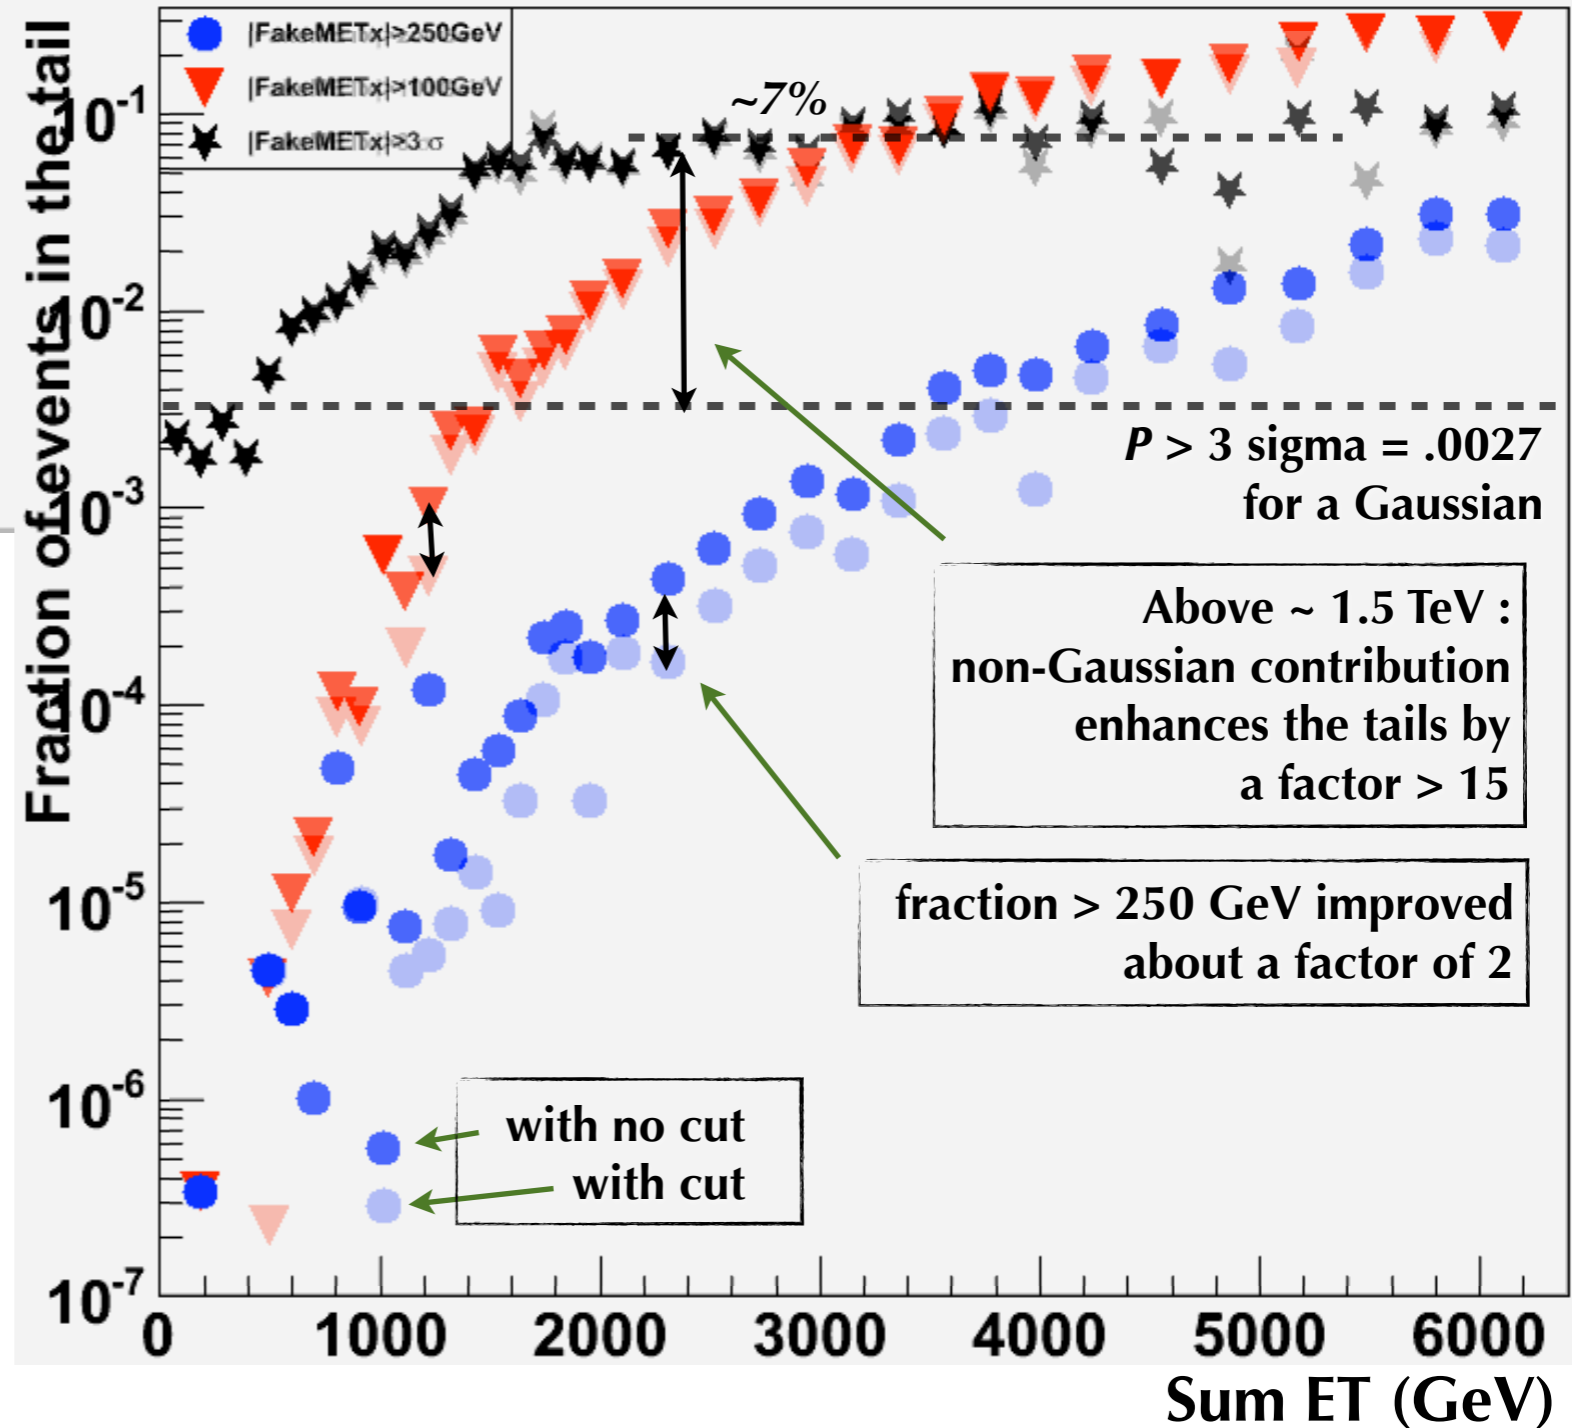 Fraction of events in the tail
|FakeMETx|>250GeV
|FakeMETx|>100GeV
|FakeMETx|>3 σ
~7%
10-1
10-2
10-3
10-4
10-5
10-6
10-7
P > 3 sigma = .0027
for a Gaussian
Above ~ 1.5 TeV :
non-Gaussian contribution
enhances the tails by
a factor > 15
fraction > 250 GeV improved
about a factor of 2
with no cut
with cut
0 1000 2000 3000 4000 5000 6000
Sum ET (GeV)